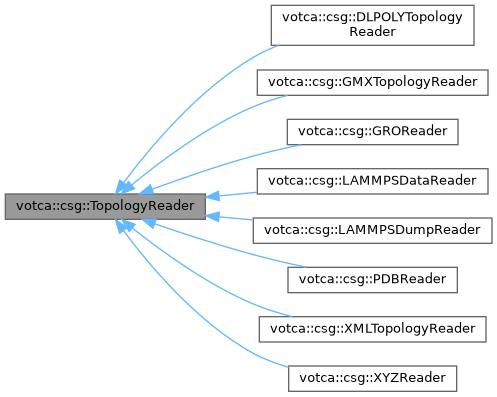 votca::csg::DLPOLYTopology
Reader
votca::csg::GMXTopologyReader
votca::csg::GROReader
votca::csg::LAMMPSDataReader
votca::csg::TopologyReader
votca::csg::LAMMPSDumpReader
votca::csg::PDBReader
votca::csg::XMLTopologyReader
votca::csg::XYZReader